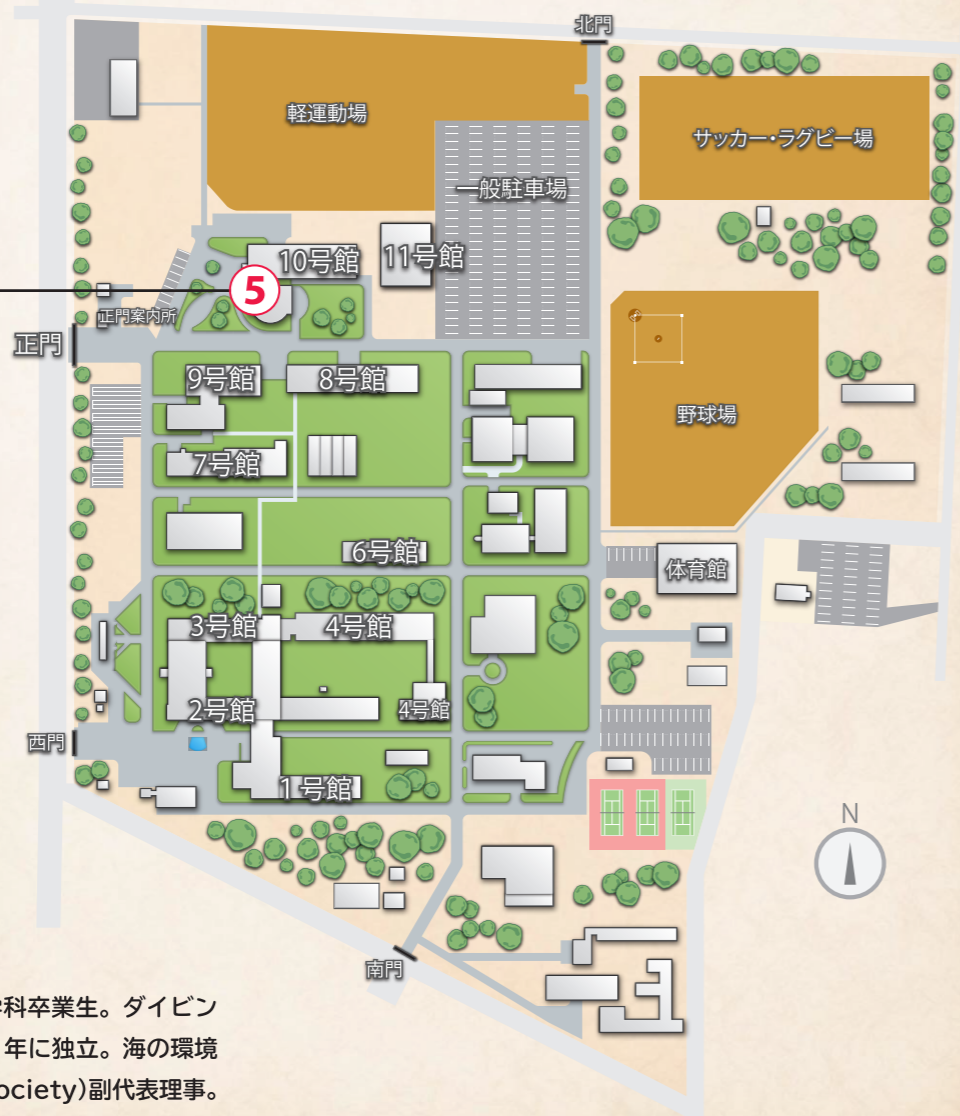 北門
軽運動場
サッカー・ラグビー場
一般駐車場
10号館
11号館
5
正門案内所
正門
9号館
8号館
野球場
7号館
6号館
体育館
3号館
4号館
2号館
4号館
西門
1号館
N
南門
学科卒業生。ダイビン
年に独立。海の環境
ociety)副代表理事。